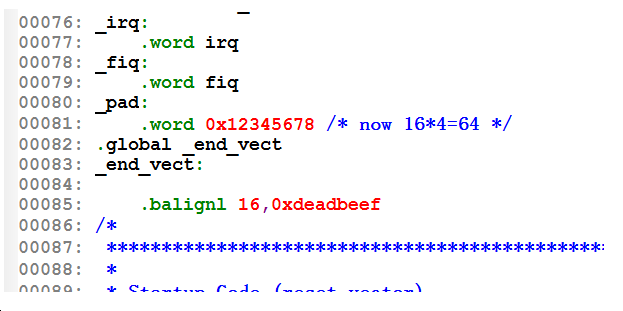 00076: _irq:
00077:     .word irq
00078: _fiq:
00079:     .word fiq
00080: _pad:
00081:     .word 0x12345678 /* now 16*4=64 */
00082: .global _end_vect
00083: _end_vect:
00084:
00085:     .balignl 16,0xdeadbeef
00086: /*
00087:  *********************************************
00088:  *
00089:  * Startup Code (reset vector)